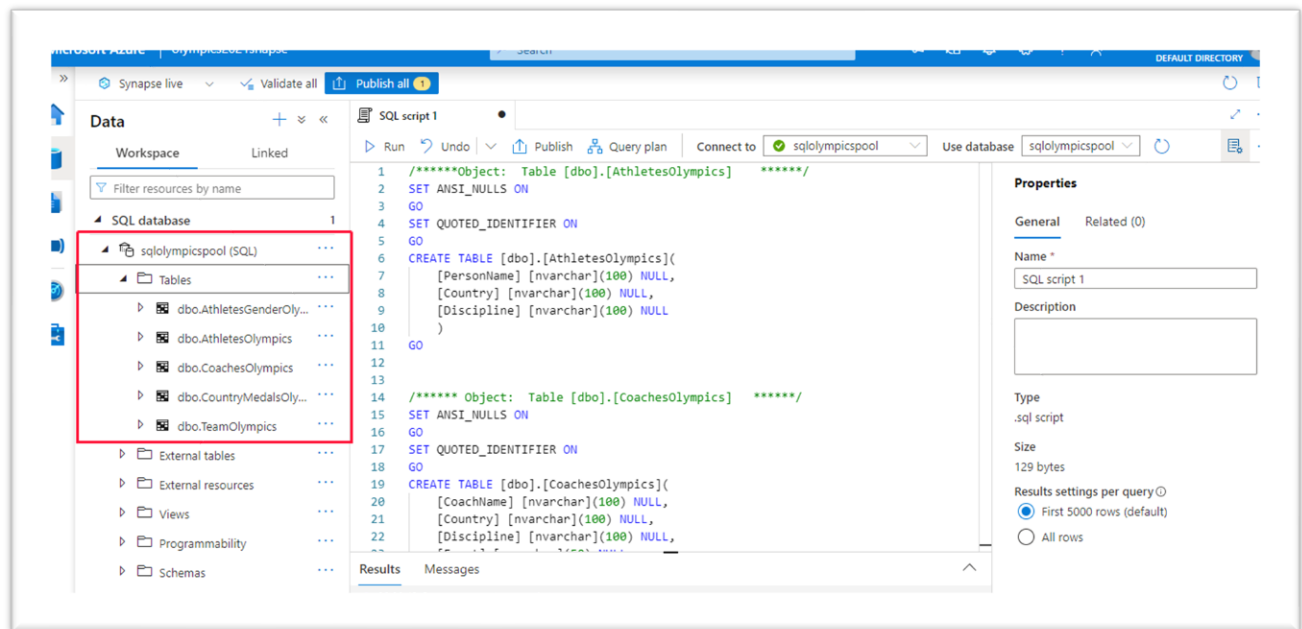 Microsoft Azure
Search
DEFAULT DIRECTORY
»
Synapse live
Validate all
Publish all 1
Data
Workspace Linked
Filter resources by name
SQL database 1
sqlolympicspool (SQL)
Tables
dbo.AthletesGenderOly...
dbo.AthletesOlympics
dbo.CoachesOlympics
dbo.CountryMedalsOly...
dbo.TeamOlympics
External tables
External resources
Views
Programmability
Schemas
SQL script 1
Run Undo Publish Query plan Connect to sqlolympicspool Use database sqlolympicspool
1 /******Object:  Table [dbo].[AthletesOlympics]    ******/
2 SET ANSI_NULLS ON
3 GO
4 SET QUOTED_IDENTIFIER ON
5 GO
6 CREATE TABLE [dbo].[AthletesOlympics](
7     [PersonName] [nvarchar](100) NULL,
8     [Country] [nvarchar](100) NULL,
9     [Discipline] [nvarchar](100) NULL
10     )
11 GO
12
13
14 /****** Object:  Table [dbo].[CoachesOlympics]   ******/
15 SET ANSI_NULLS ON
16 GO
17 SET QUOTED_IDENTIFIER ON
18 GO
19 CREATE TABLE [dbo].[CoachesOlympics](
20     [CoachName] [nvarchar](100) NULL,
21     [Country] [nvarchar](100) NULL,
22     [Discipline] [nvarchar](100) NULL,
Results Messages
Properties
General Related (0)
Name *
SQL script 1
Description
Type
.sql script
Size
129 bytes
Results settings per query
First 5000 rows (default)
All rows